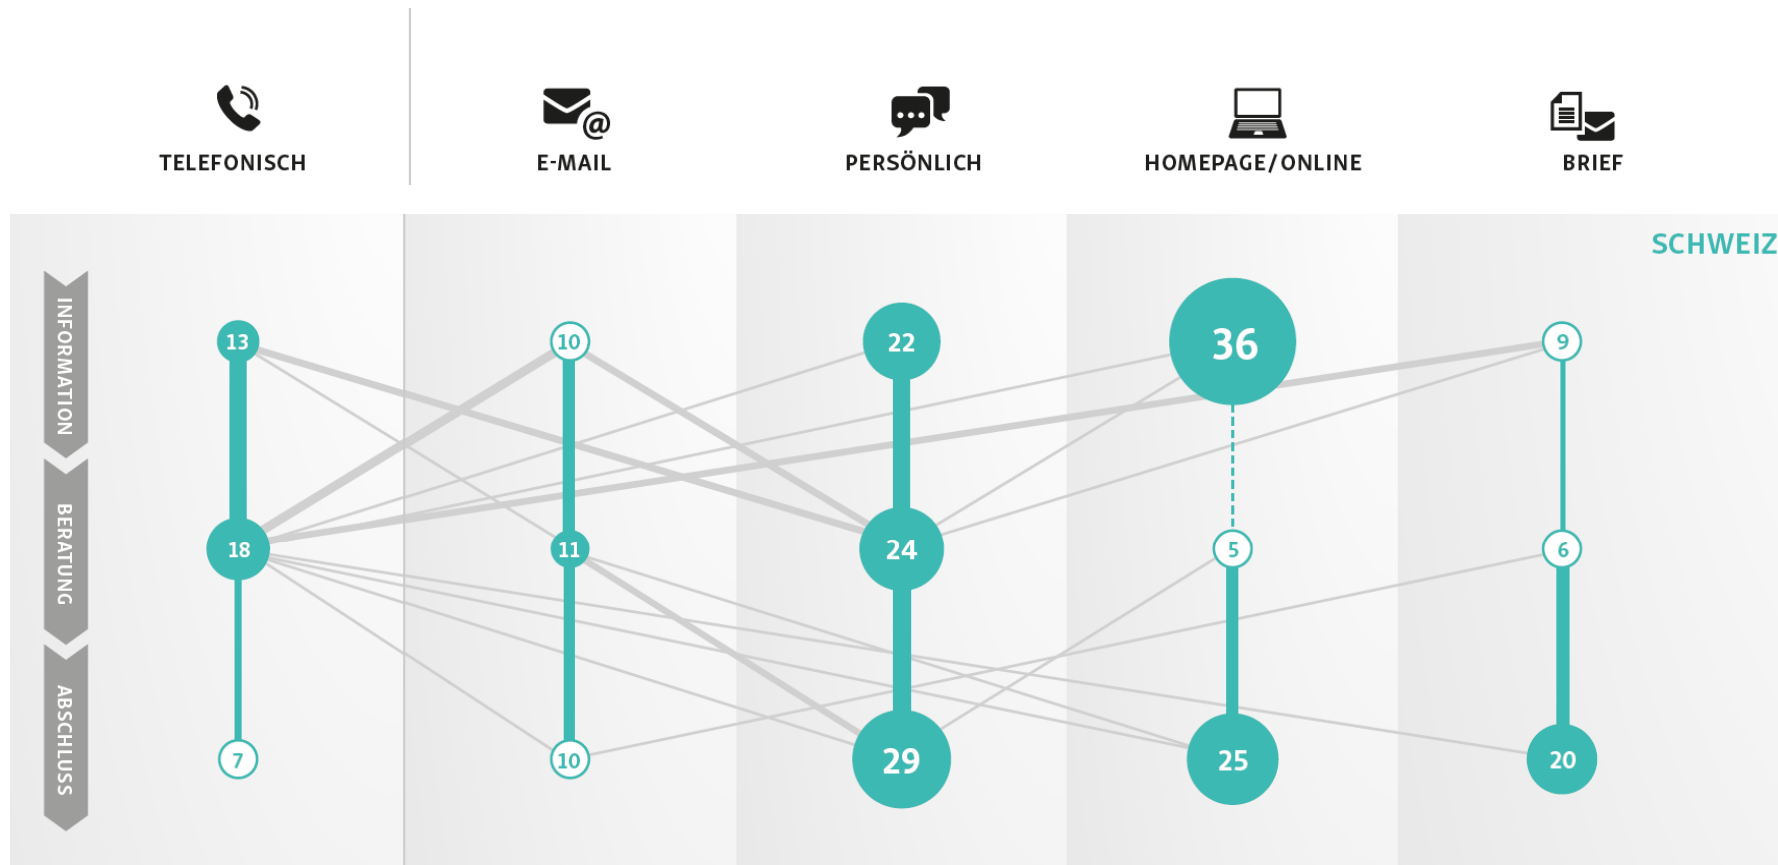 TELEFONISCH
E-MAIL
PERSÖNLICH
HOMEPAGE/ONLINE
BRIEF
SCHWEIZ
INFORMATION
13
10
22
36
9
BERATUNG
18
11
24
5
6
ABSCHLUSS
7
10
29
25
20